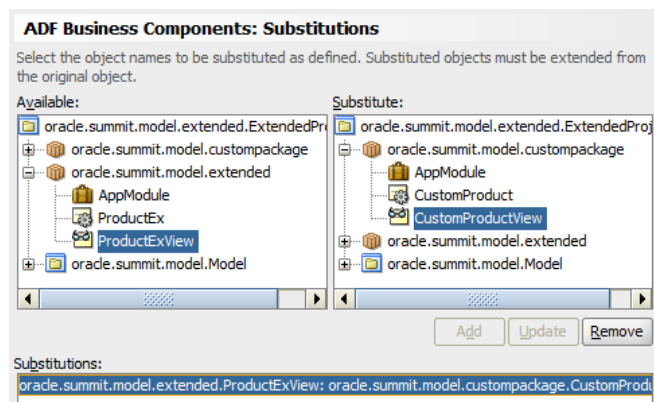 ADF Business Components: Substitutions
Select the object names to be substituted as defined. Substituted objects must be extended from
the original object.
Available:
Substitute:
oracle.summit.model.extended.ExtendedPr
oracle.summit.model.custompackage
oracle.summit.model.extended
AppModule
ProductEx
ProductExView
oracle.summit.model.Model
oracle.summit.model.extended.ExtendedProj
oracle.summit.model.custompackage
AppModule
CustomProduct
CustomProductView
oracle.summit.model.extended
oracle.summit.model.Model
Add
Update
Remove
Substitutions:
oracle.summit.model.extended.ProductExView: oracle.summit.model.custompackage.CustomProdu